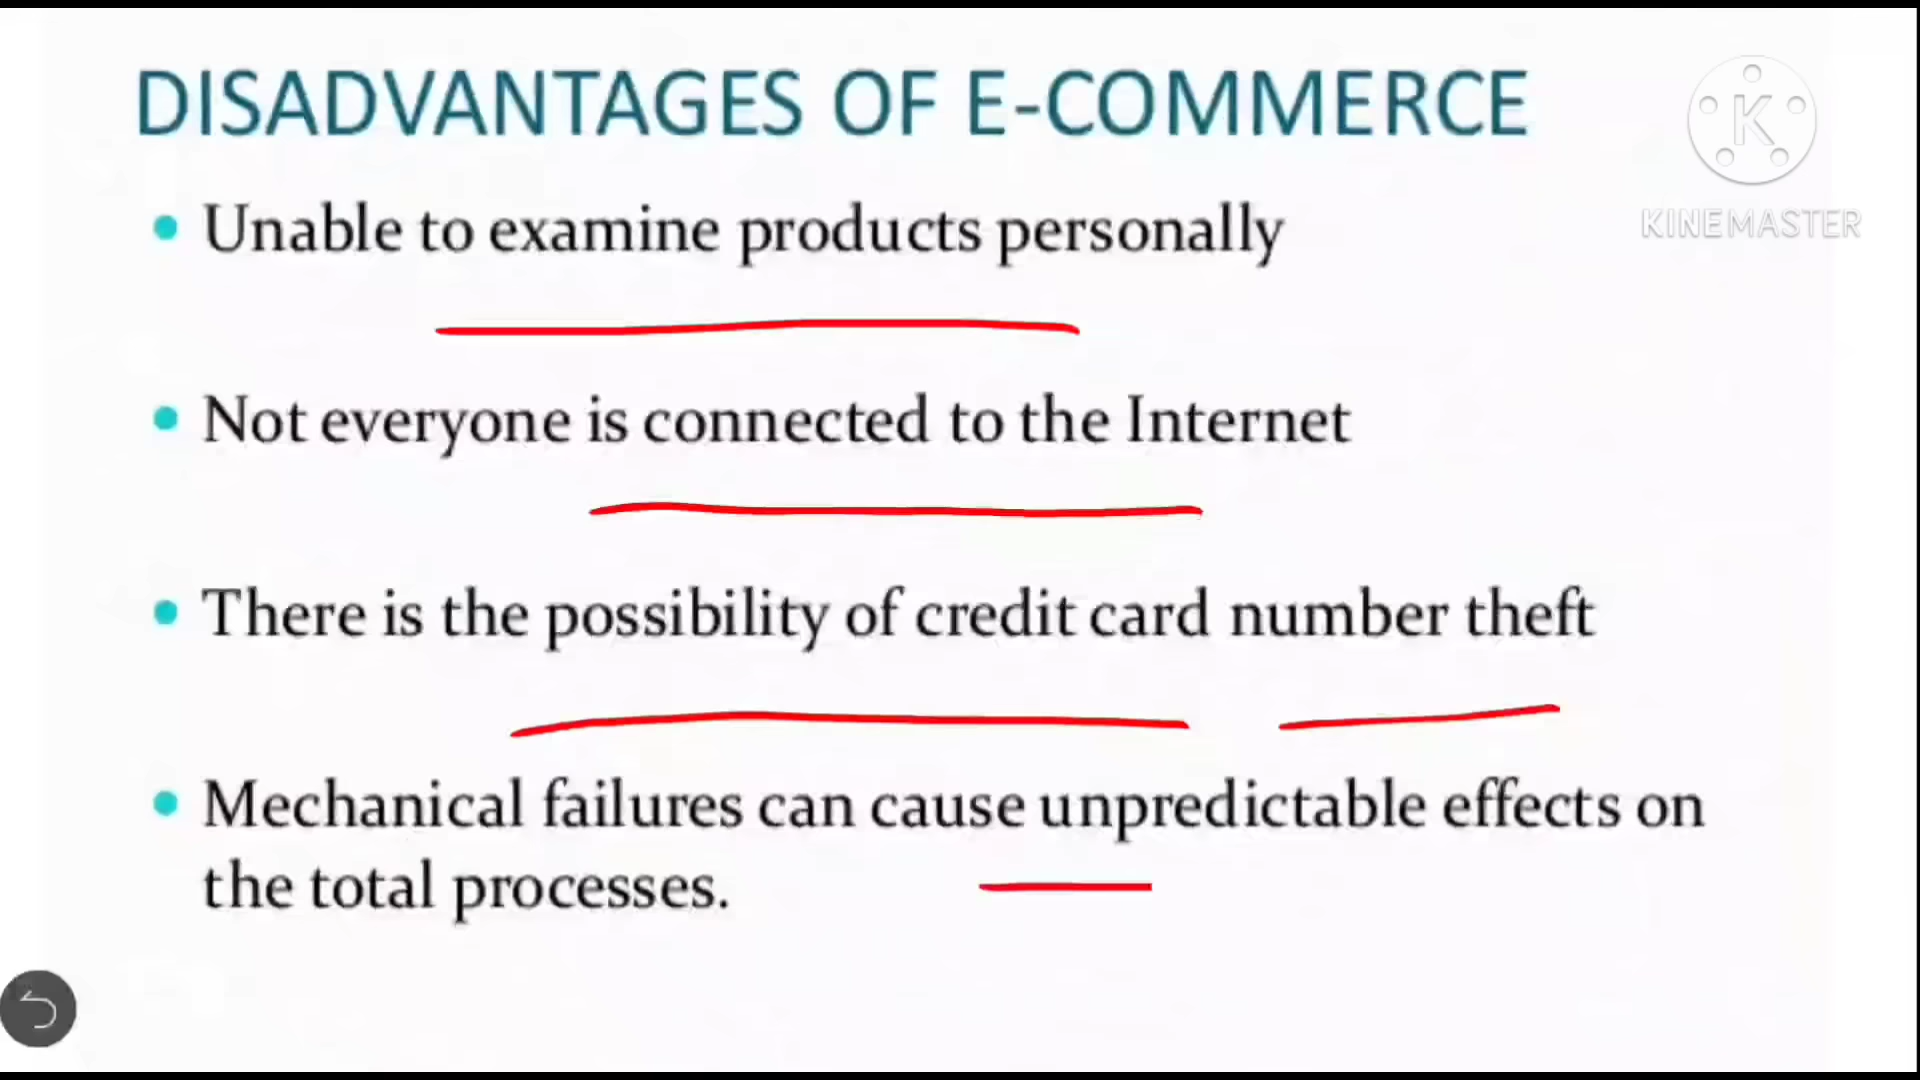 DISADVANTAGES OF E-COMMERCE
K
KINEMASTER
• Unable to examine products personally
• Not everyone is connected to the Internet
• There is the possibility of credit card number theft
• Mechanical failures can cause unpredictable effects on
the total processes.